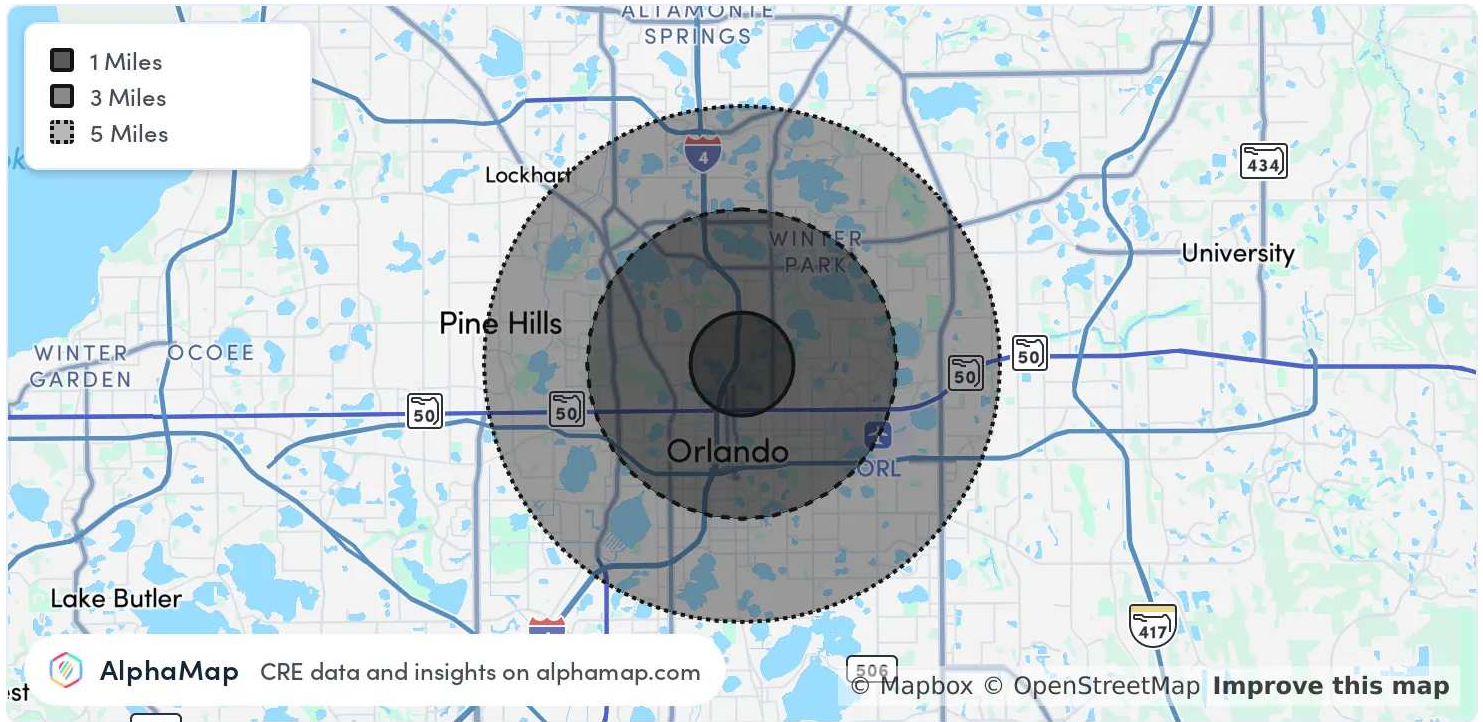 ALTAMONTE
SPRINGS
1 Miles
3 Miles
5 Miles
4
Lockhart
434
WINTER
PARK
University
Pine Hills
WINTER
GARDEN
OCOEE
50
50
50
50
Orlando
ORL
Lake Butler
417
AlphaMap CRE data and insights on alphamap.com
506
© Mapbox © OpenStreetMap Improve this map
est